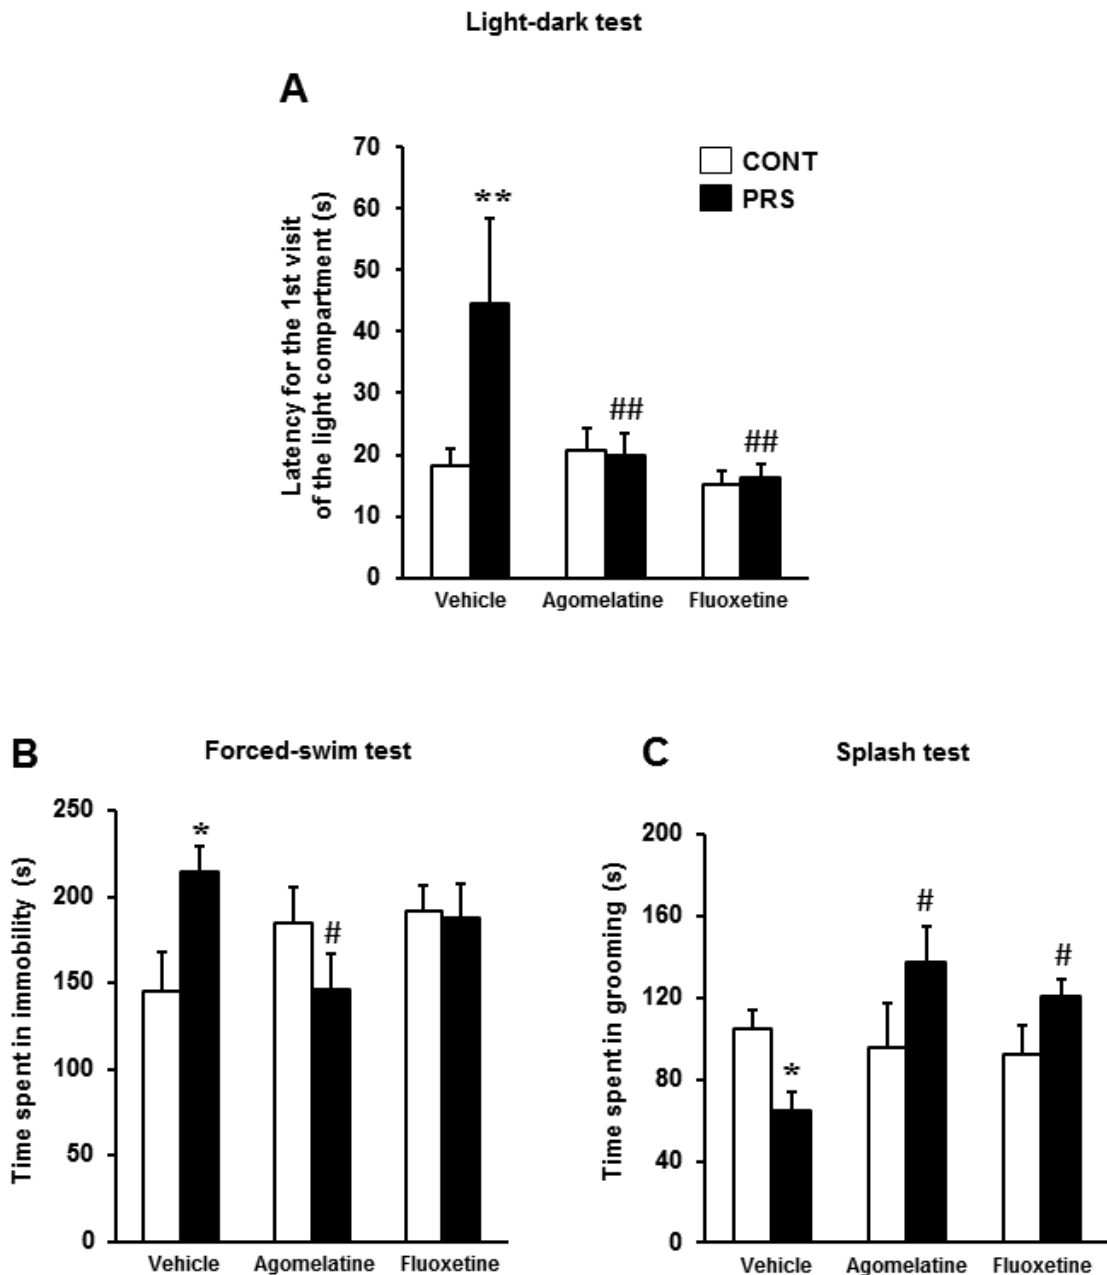 Light-dark test
A
Latency for the 1st visit
of the light compartment (s)
70
60
50
40
30
20
10
0
CONT
PRS
**
##
##
Vehicle
Agomelatine
Fluoxetine
B
Forced-swim test
Time spent in immobility (s)
250
200
150
100
50
0
*
#
Vehicle
Agomelatine
Fluoxetine
C
Splash test
Time spent in grooming (s)
200
160
120
80
40
0
*
#
#
Vehicle
Agomelatine
Fluoxetine